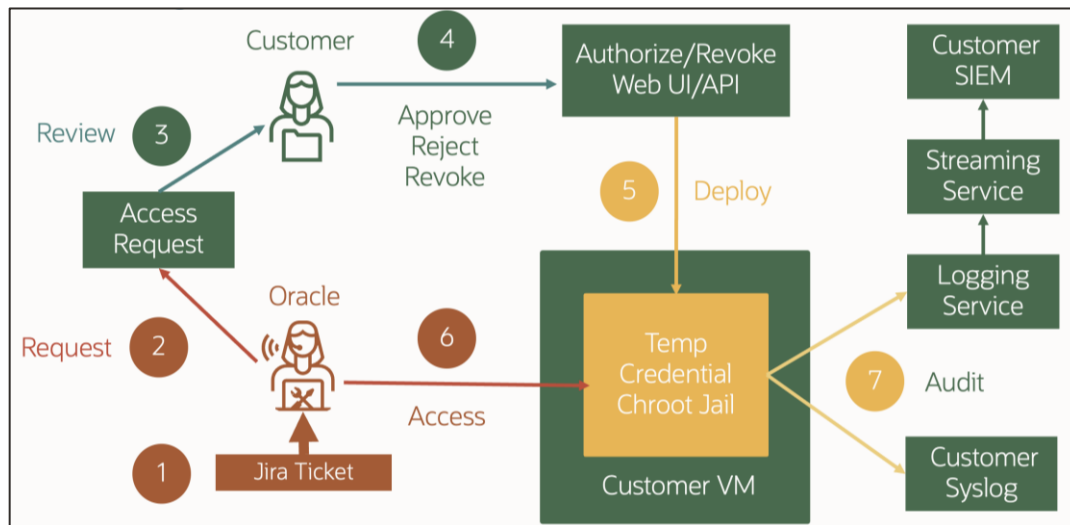 Customer
4
Authorize/Revoke
Web UI/API
Customer
SIEM
Review
3
Approve
Reject
Revoke
5
Deploy
Streaming
Service
Access
Request
Logging
Service
Oracle
Request
2
6
Access
Temp
Credential
Chroot Jail
7
Audit
1
Jira Ticket
Customer VM
Customer
Syslog